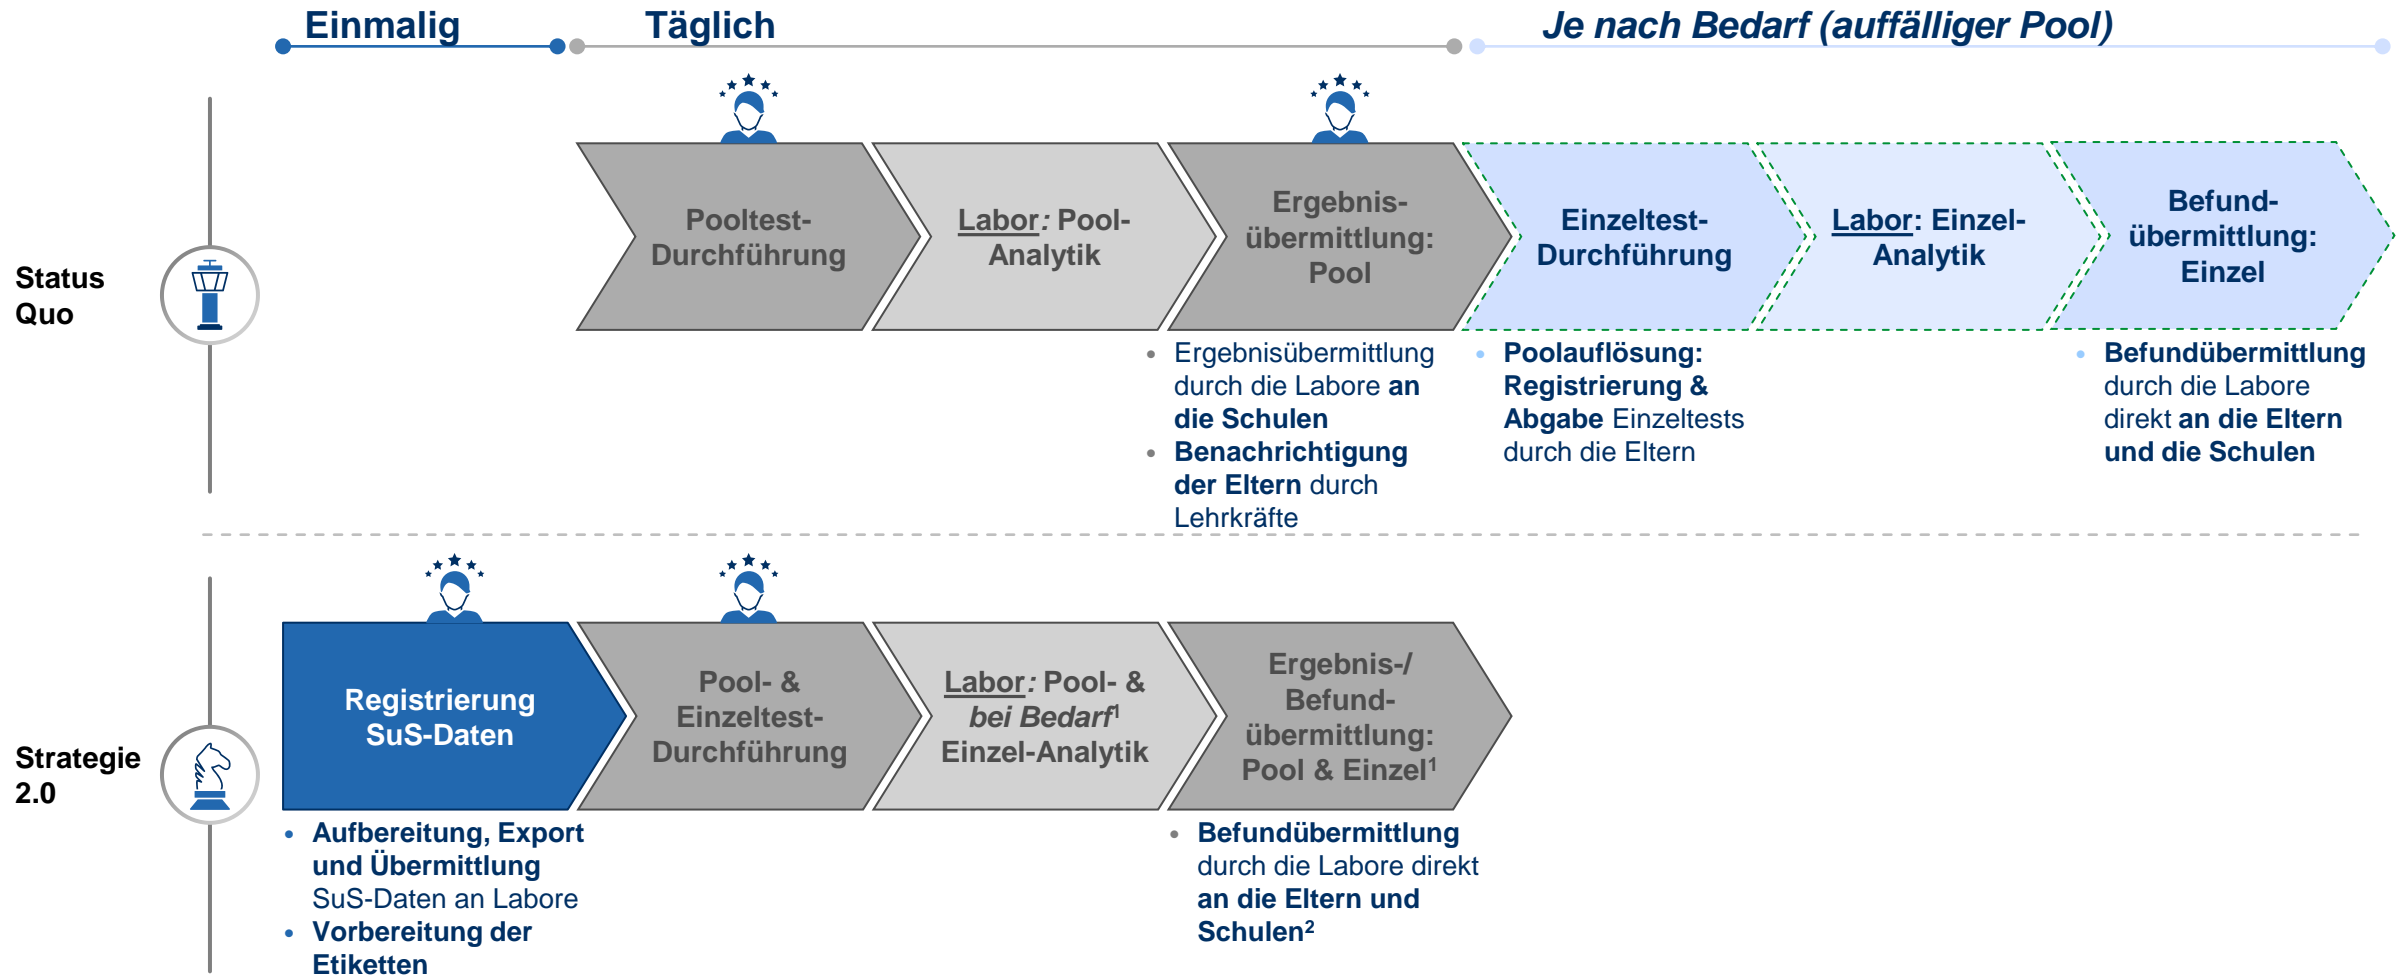 Einmalig
Täglich
Je nach Bedarf (auffälliger Pool)
Status
Quo
Pooltest-
Durchführung
Labor: Pool-
Analytik
Ergebnis-
übermittlung:
Pool
Einzeltest-
Durchführung
Labor: Einzel-
Analytik
Befund-
übermittlung:
Einzel
• Ergebnisübermittlung
durch die Labore an
die Schulen
• Benachrichtigung
der Eltern durch
Lehrkräfte
• Poolauflösung:
Registrierung &
Abgabe Einzeltests
durch die Eltern
• Befundübermittlung
durch die Labore
direkt an die Eltern
und die Schulen
Strategie
2.0
Registrierung
SuS-Daten
Pool- &
Einzeltest-
Durchführung
Labor: Pool- &
bei Bedarf¹
Einzel-Analytik
Ergebnis-/
Befund-
übermittlung:
Pool & Einzel¹
• Aufbereitung, Export
und Übermittlung
SuS-Daten an Labore
• Vorbereitung der
Etiketten
• Befundübermittlung
durch die Labore direkt
an die Eltern und
Schulen²